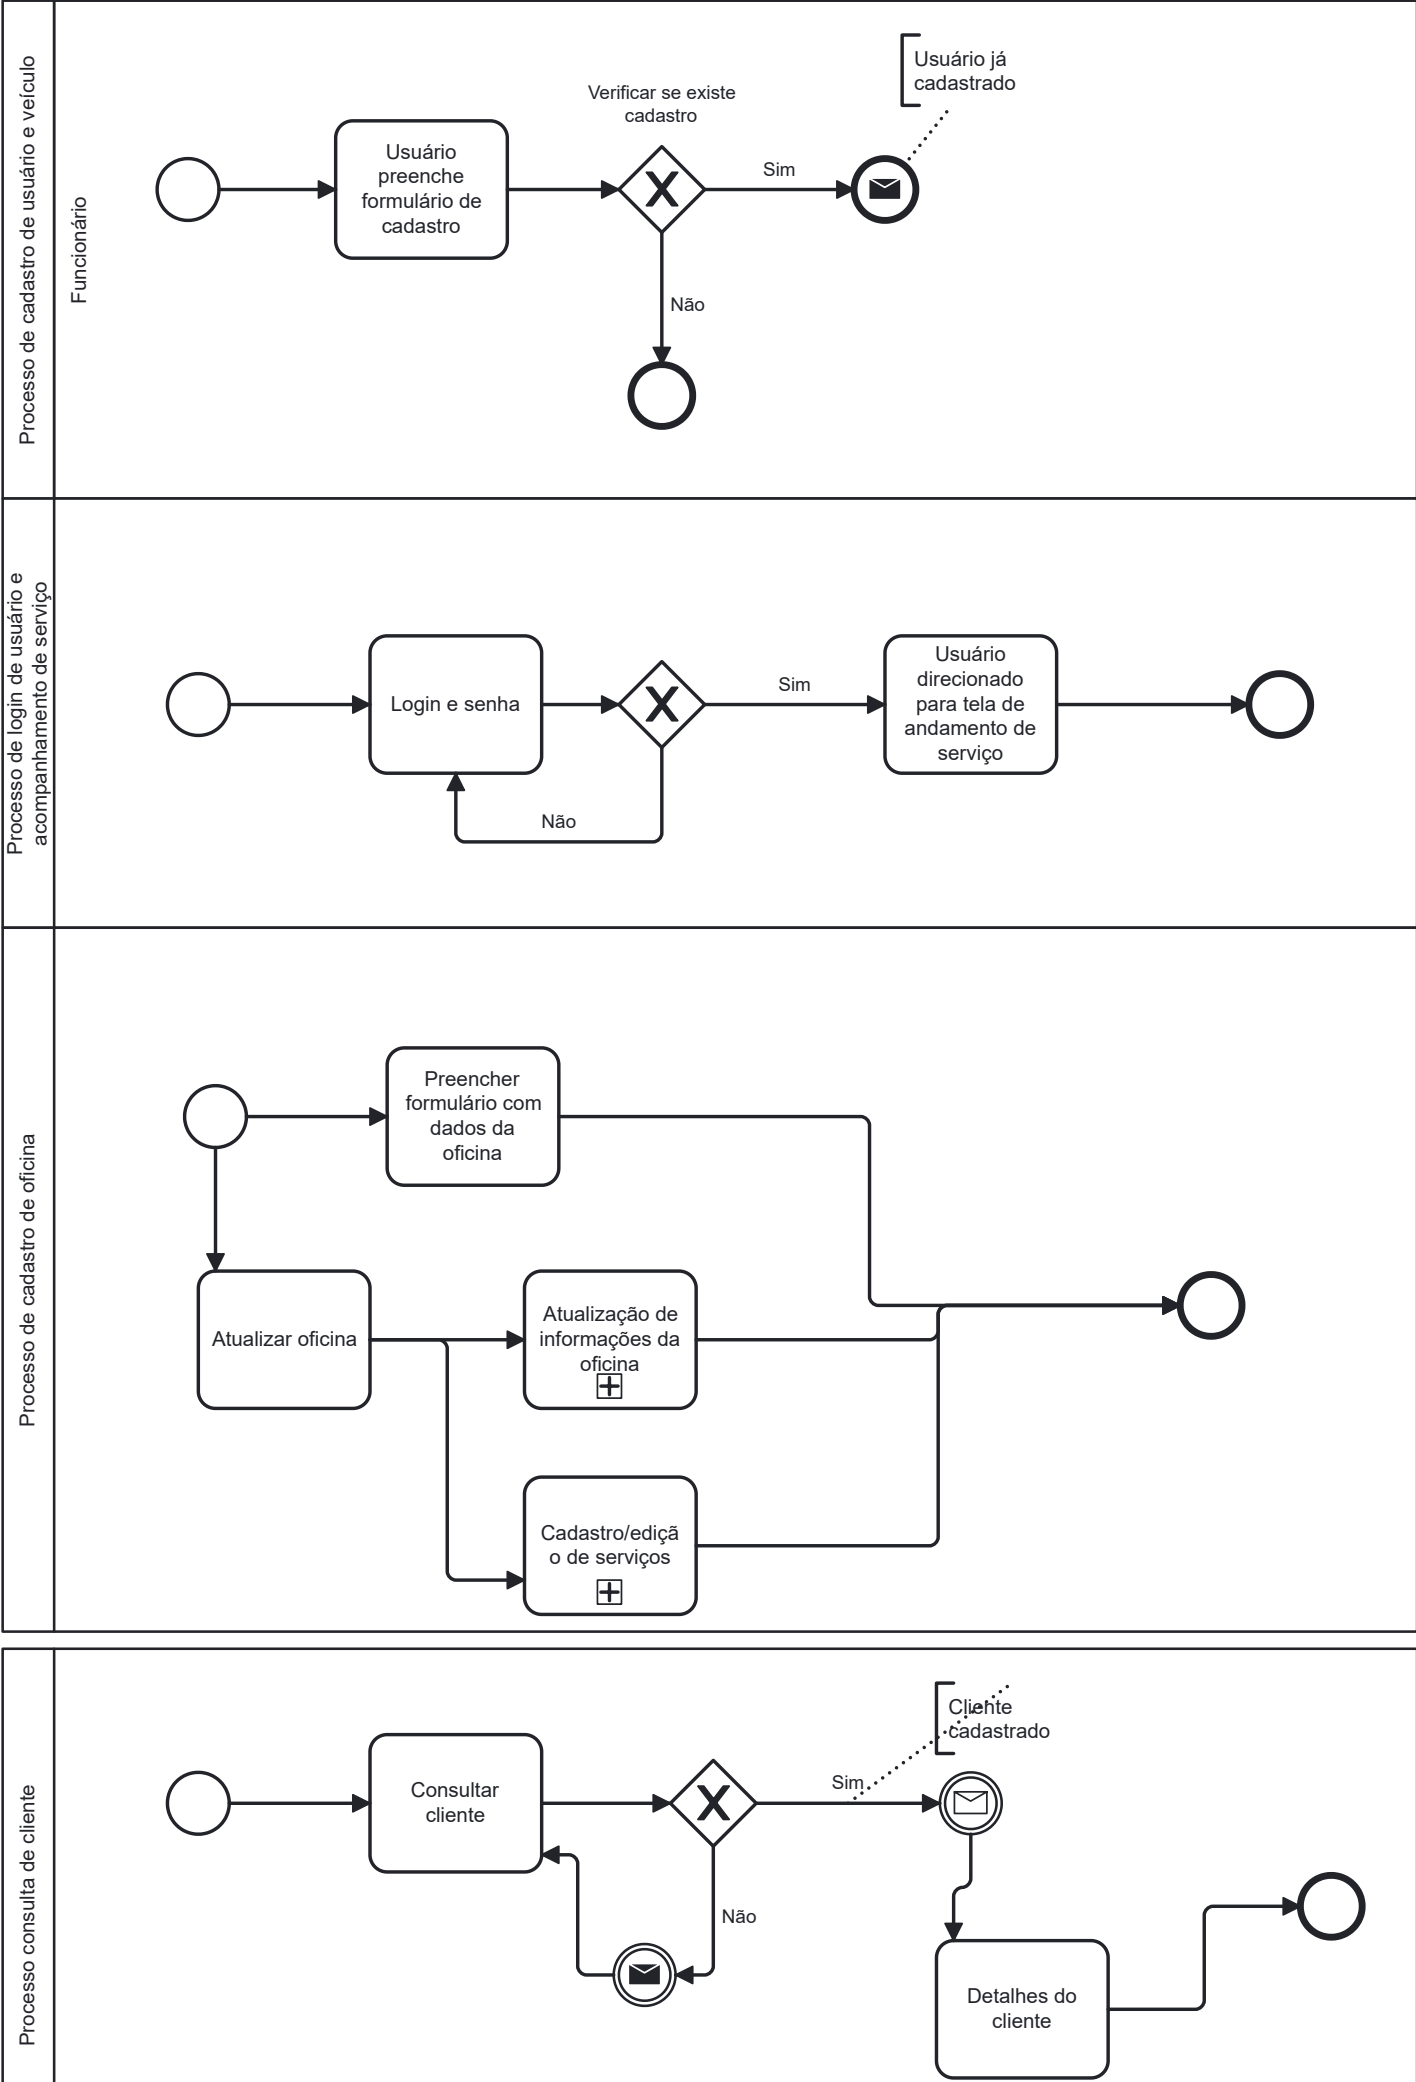 Processo de cadastro de usuário e veículo
Funcionário
Usuário
preenche
formulário de
cadastro
Verificar se existe
cadastro
Sim
Não
Usuário já
cadastrado
Processo de login de usuário e
acompanhamento de serviço
Login e senha
Sim
Não
Usuário
direcionado
para tela de
andamento de
serviço
Processo de cadastro de oficina
Preencher
formulário com
dados da
oficina
Atualizar oficina
Atualização de
informações da
oficina
Cadastro/ediçã
o de serviços
Processo consulta de cliente
Consultar
cliente
Sim
Não
Cliente
cadastrado
Detalhes do
cliente